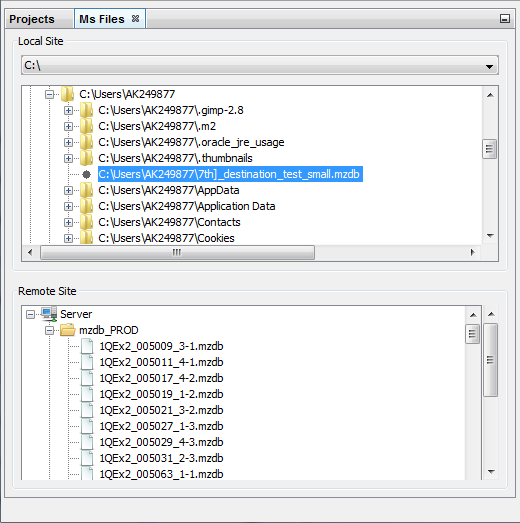 Projects
Ms Files
Local Site
C:\
C:\Users\AK249877
C:\Users\AK249877\.gimp-2.8
C:\Users\AK249877\.m2
C:\Users\AK249877\.oracle_jre_usage
C:\Users\AK249877\.thumbnails
C:\Users\AK249877\7th]_destination_test_small.mzdb
C:\Users\AK249877\AppData
C:\Users\AK249877\Application Data
C:\Users\AK249877\Contacts
C:\Users\AK249877\Cookies
Remote Site
Server
mzdb_PROD
1QEx2_005009_3-1.mzdb
1QEx2_005011_4-1.mzdb
1QEx2_005017_4-2.mzdb
1QEx2_005019_1-2.mzdb
1QEx2_005021_3-2.mzdb
1QEx2_005027_1-3.mzdb
1QEx2_005029_4-3.mzdb
1QEx2_005031_2-3.mzdb
1QEx2_005063_1-1.mzdb